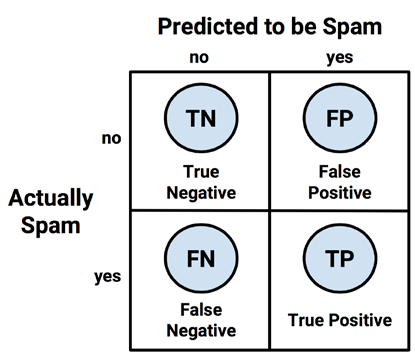 Predicted to be Spam
no yes
no
TN FP
True False
Negative Positive
Actually
Spam
yes
FN TP
False
Negative
True Positive